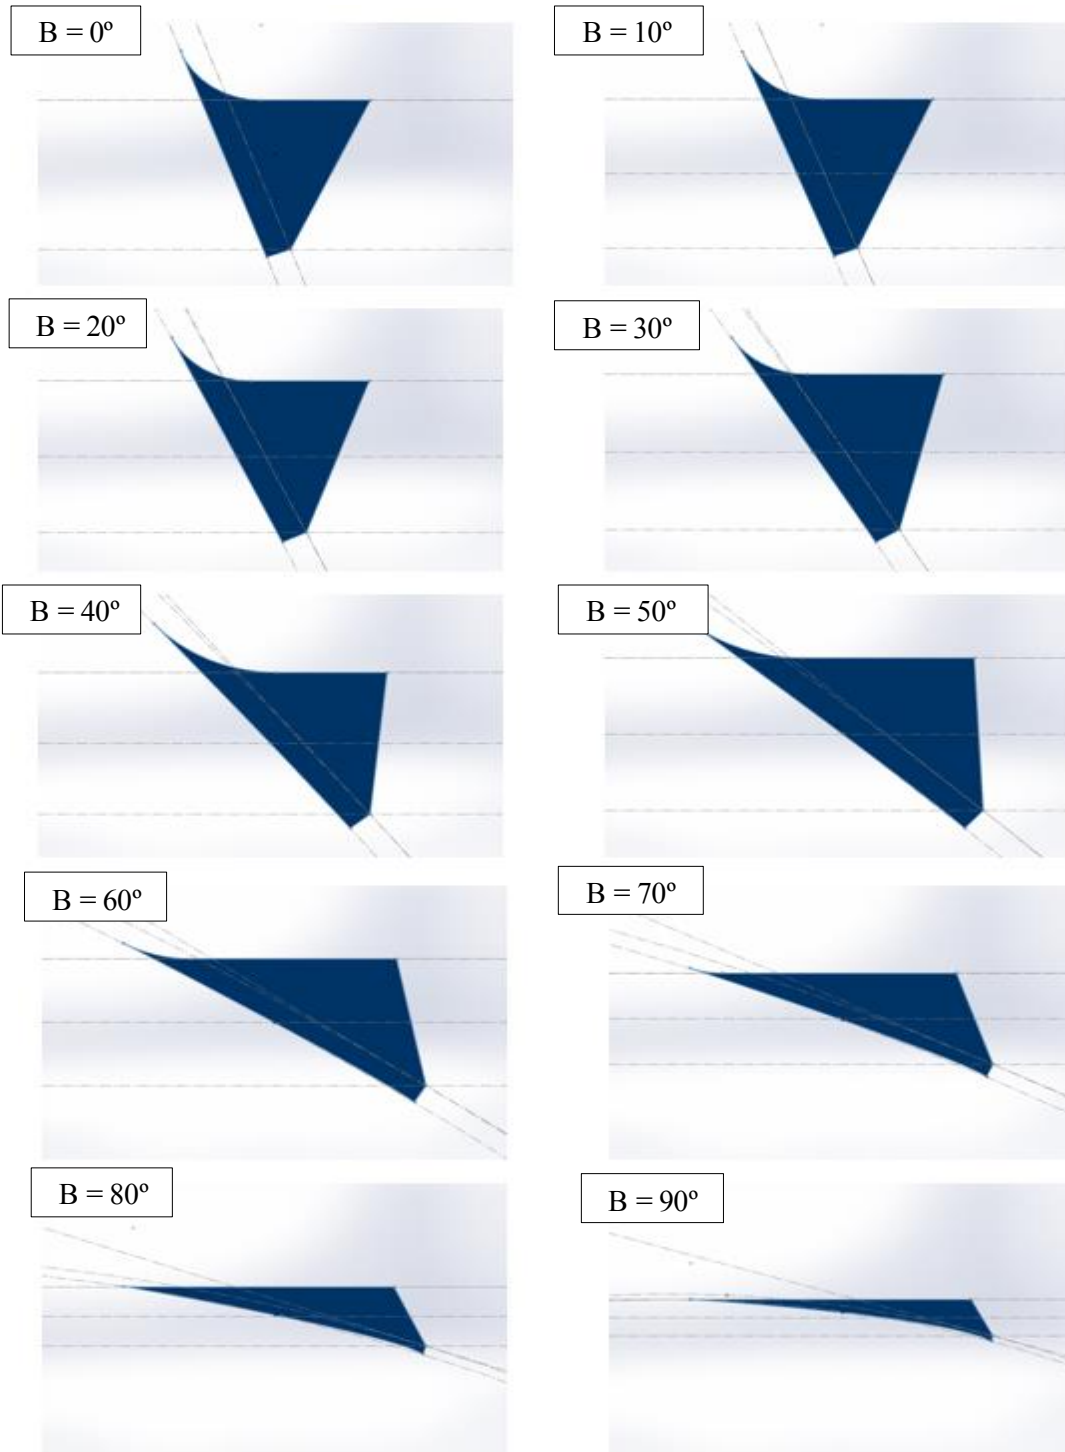 B = 0º
B = 10º
B = 20º
B = 30º
B = 40º
B = 50º
B = 60º
B = 70º
B = 80º
B = 90º